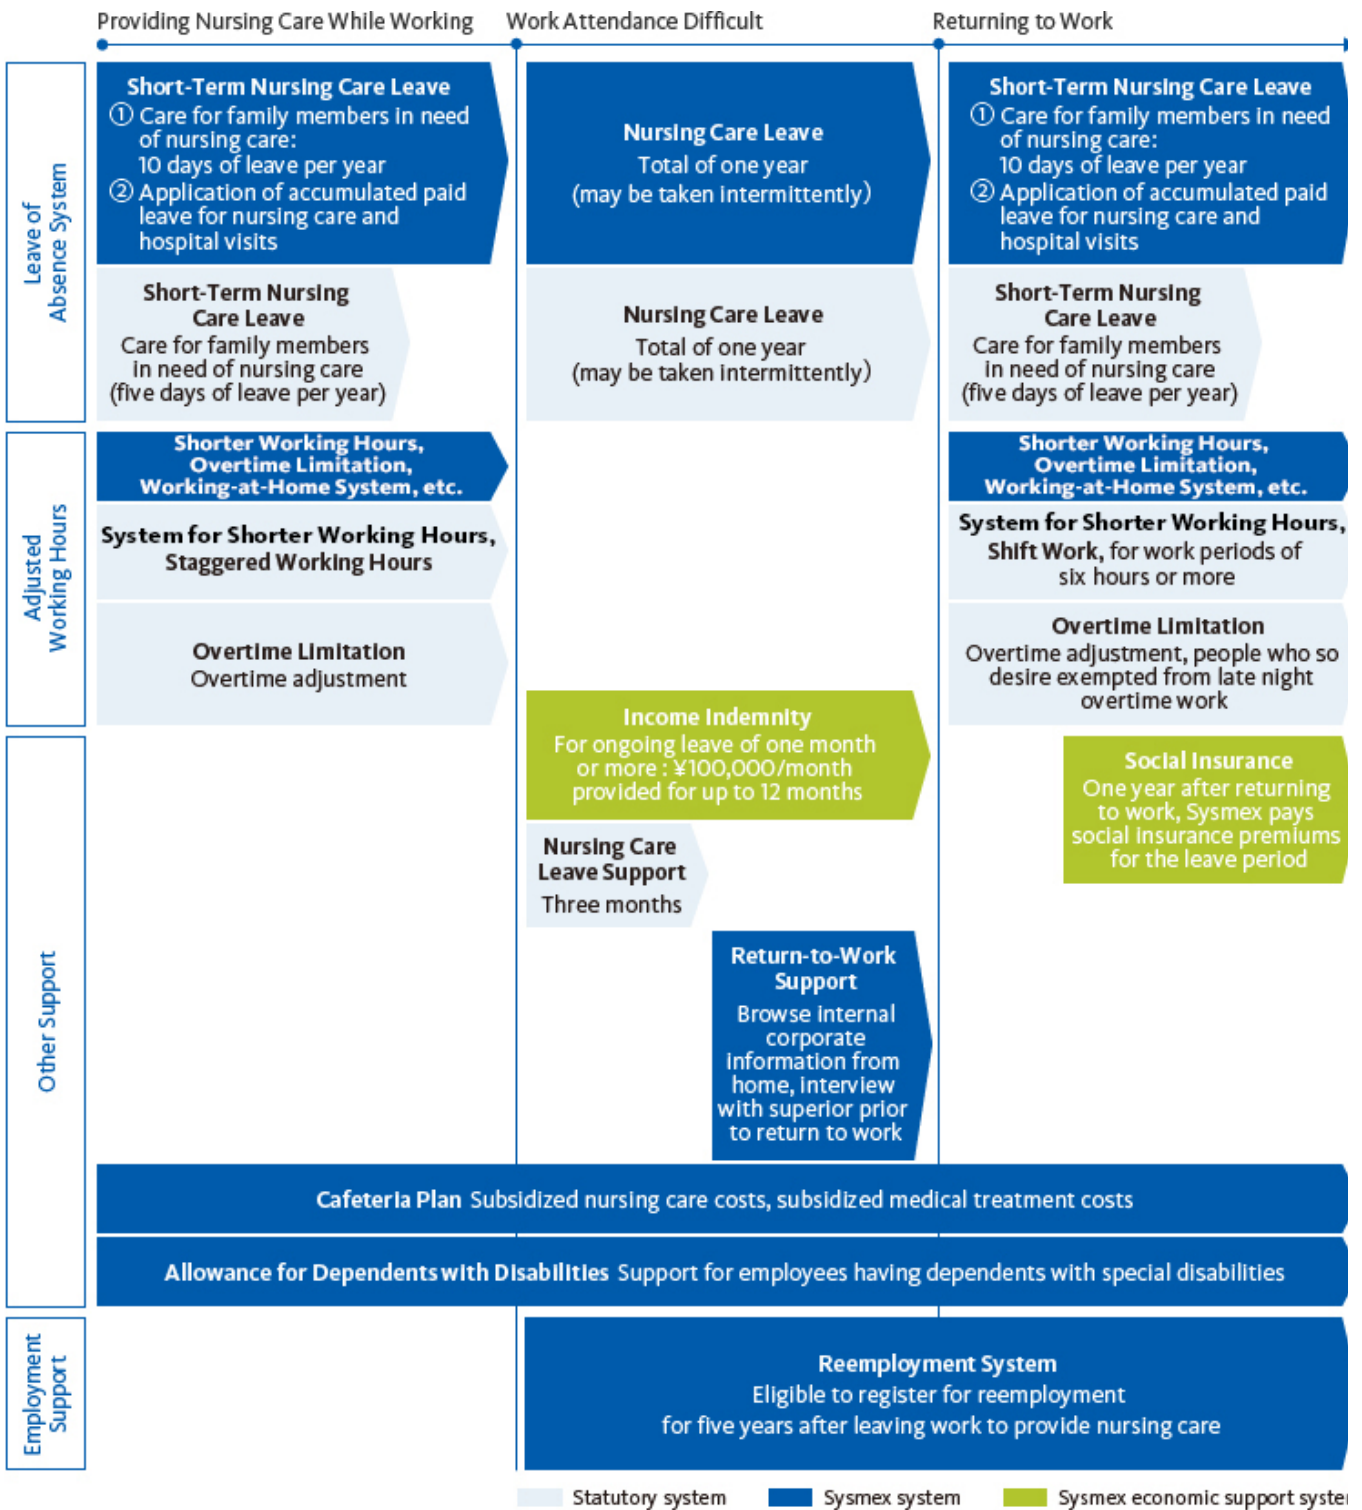 Providing Nursing Care While Working
Work Attendance Difficult
Returning to Work
Leave of
Absence System
Short-Term Nursing Care Leave
① Care for family members in need
of nursing care:
10 days of leave per year
② Application of accumulated paid
leave for nursing care and
hospital visits
Nursing Care Leave
Total of one year
(may be taken intermittently)
Short-Term Nursing Care Leave
① Care for family members in need
of nursing care:
10 days of leave per year
② Application of accumulated paid
leave for nursing care and
hospital visits
Short-Term Nursing
Care Leave
Care for family members
in need of nursing care
(five days of leave per year)
Nursing Care Leave
Total of one year
(may be taken intermittently)
Short-Term Nursing
Care Leave
Care for family members
in need of nursing care
(five days of leave per year)
Adjusted
Working Hours
Shorter Working Hours,
Overtime Limitation,
Working-at-Home System, etc.
Shorter Working Hours,
Overtime Limitation,
Working-at-Home System, etc.
System for Shorter Working Hours,
Staggered Working Hours
System for Shorter Working Hours,
Shift Work, for work periods of
six hours or more
Overtime Limitation
Overtime adjustment
Overtime Limitation
Overtime adjustment, people who so
desire exempted from late night
overtime work
Other Support
Income Indemnity
For ongoing leave of one month
or more : ¥100,000/month
provided for up to 12 months
Social Insurance
One year after returning
to work, Sysmex pays
social insurance premiums
for the leave period
Nursing Care
Leave Support
Three months
Return-to-Work
Support
Browse internal
corporate
information from
home, interview
with superior prior
to return to work
Cafeteria Plan Subsidized nursing care costs, subsidized medical treatment costs
Allowance for Dependents with Disabilities Support for employees having dependents with special disabilities
Employment
Support
Reemployment System
Eligible to register for reemployment
for five years after leaving work to provide nursing care
Statutory system
Sysmex system
Sysmex economic support system